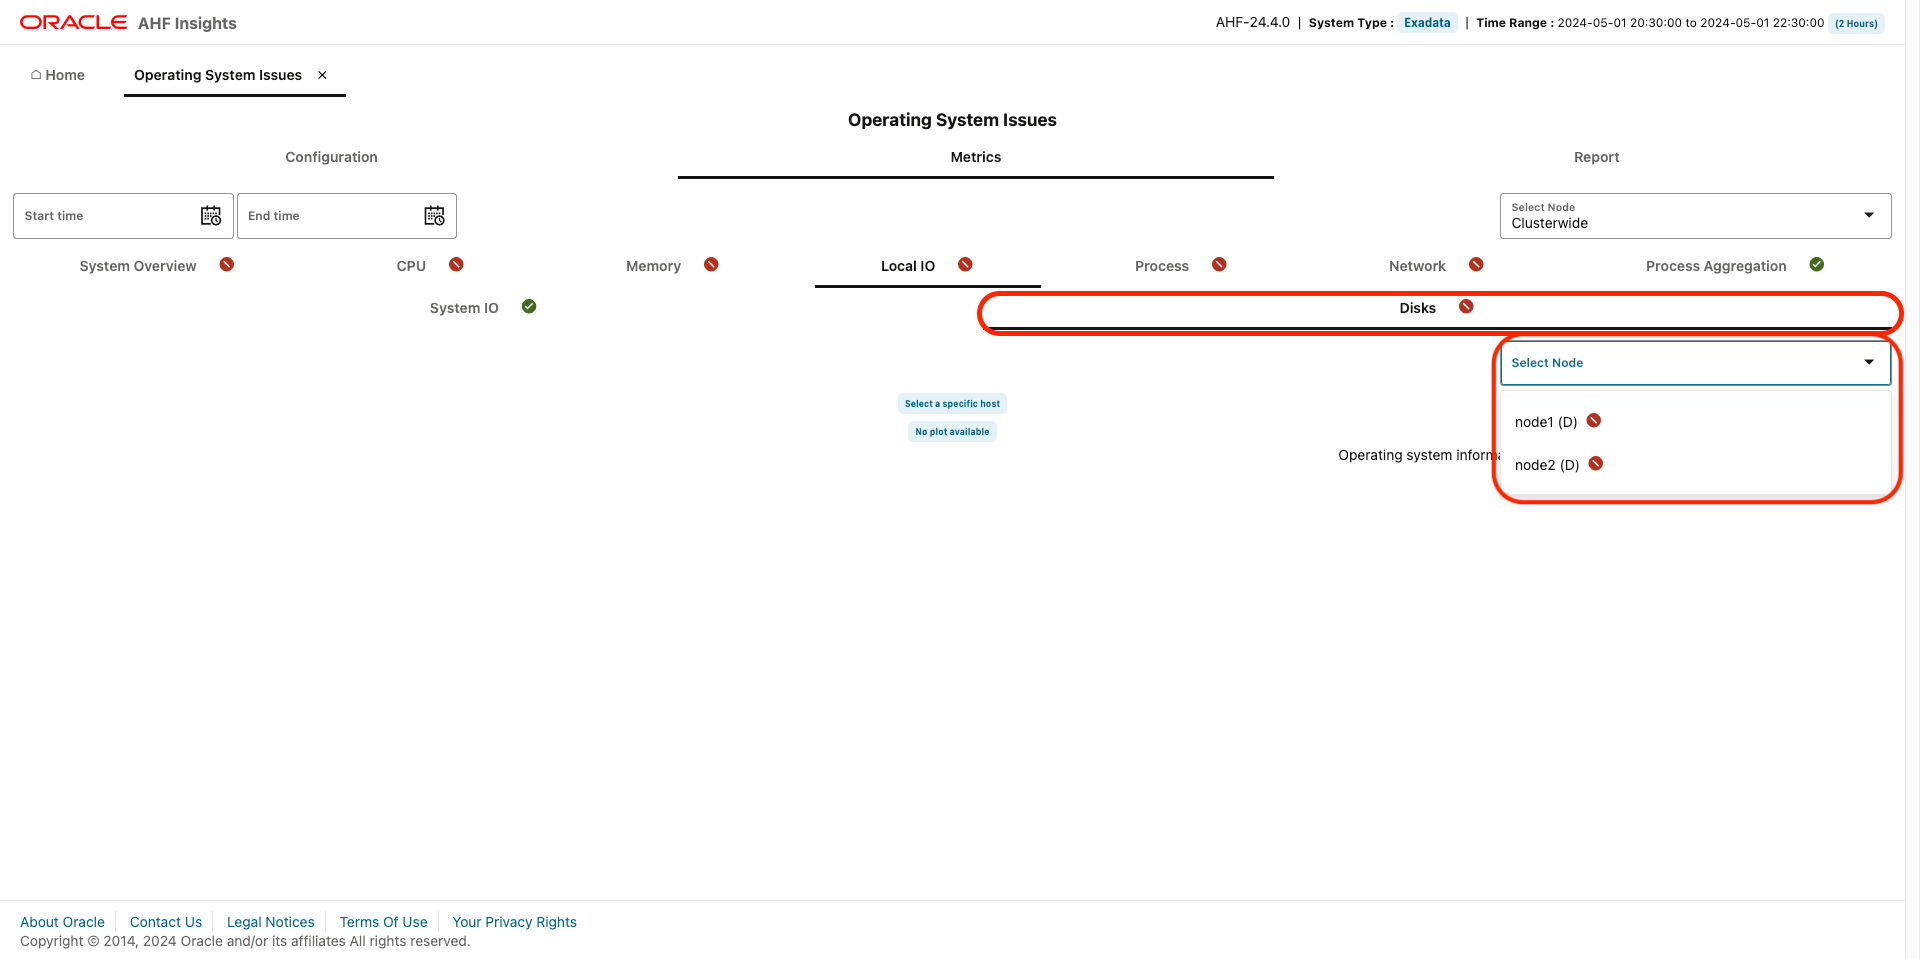 ORACLE AHF Insights
AHF-24.4.0 | System Type : Exadata | Time Range : 2024-05-01 20:30:00 to 2024-05-01 22:30:00 (2 Hours)
Home
Operating System Issues ×
Operating System Issues
Configuration
Metrics
Report
Start time
End time
Select Node
Clusterwide
System Overview
CPU
Memory
Local IO
Process
Network
Process Aggregation
System IO
Disks
Select Node
Select a specific host
No plot available
node1 (D)
Operating system informa
node2 (D)
About Oracle
Contact Us
Legal Notices
Terms Of Use
Your Privacy Rights
Copyright © 2014, 2024 Oracle and/or its affiliates All rights reserved.